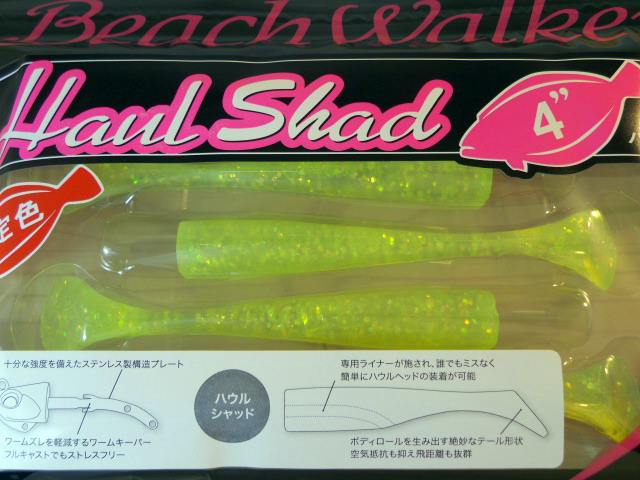 Beach Walke
Haul Shad
4"
定色
十分な強度を備えたステンレス製構造プレート
専用ライナーが施され、誰でもミスなく
簡単にハウルヘッドの装着が可能
ハウル
シャッド
ワームズレを軽減するワームキーパー
フルキャストでもストレスフリー
ボディロールを生み出す絶妙なテール形状
空気抵抗も抑え飛距離も抜群